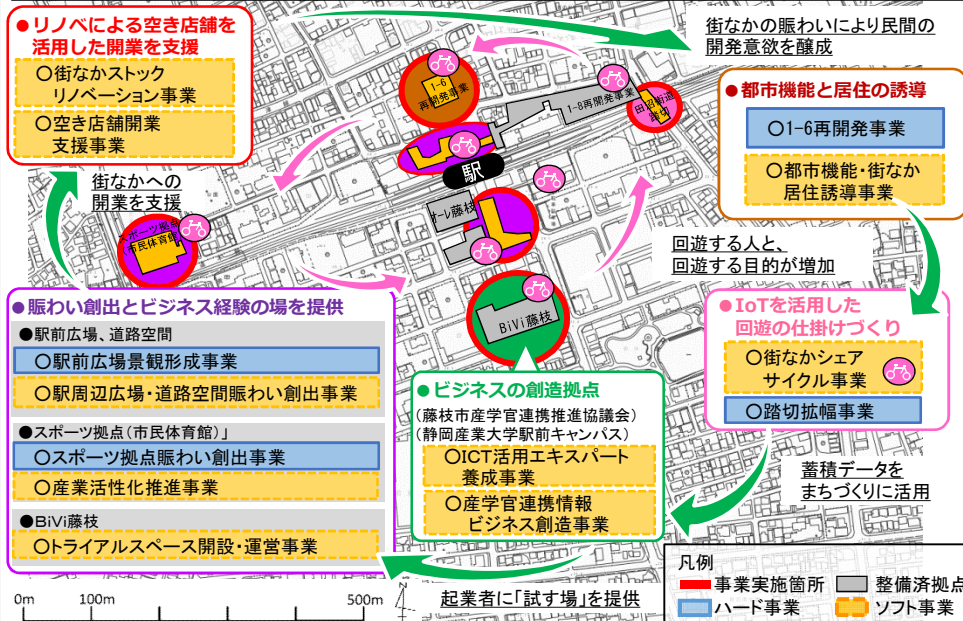 ●リノベによる空き店舗を
活用した開業を支援
〇街なかストック
リノベーション事業
〇空き店舗開業
支援事業
街なかの賑わいにより民間の
開発意欲を醸成
●都市機能と居住の誘導
〇1-6再開発事業
〇都市機能・街なか
居住誘導事業
1-6
再開発事業
1-8再開発事業
田沼街道
踏切
駅
オーレ藤枝
BiVi藤枝
街なかへの
開業を支援
スポーツ拠点
(市民体育館)
回遊する人と、
回遊する目的が増加
●賑わい創出とビジネス経験の場を提供
●駅前広場、道路空間
〇駅前広場景観形成事業
〇駅周辺広場・道路空間賑わい創出事業
●スポーツ拠点(市民体育館)」
〇スポーツ拠点賑わい創出事業
〇産業活性化推進事業
●BiVi藤枝
〇トライアルスペース開設・運営事業
●ビジネスの創造拠点
(藤枝市産学官連携推進協議会)
(静岡産業大学駅前キャンパス)
〇ICT活用エキスパート
養成事業
〇産学官連携情報
ビジネス創造事業
●IoTを活用した
回遊の仕掛けづくり
〇街なかシェア
サイクル事業
〇踏切拡幅事業
蓄積データを
まちづくりに活用
起業者に「試す場」を提供
凡例
事業実施箇所
整備済拠点
ハード事業
ソフト事業
0m 100m 500m